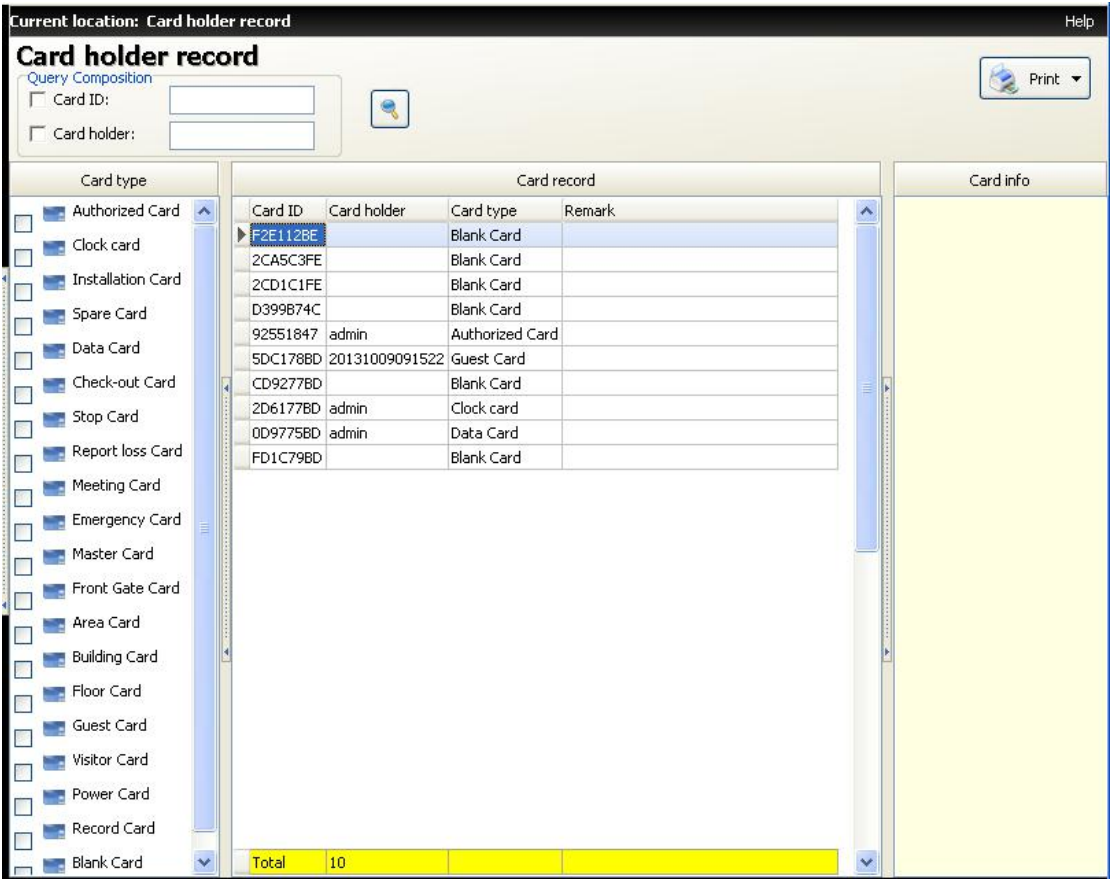 Current location: Card holder record Help
Card holder record
Query Composition
Card ID:
Card holder:
Print
Card type
Authorized Card
Clock card
Installation Card
Spare Card
Data Card
Check-out Card
Stop Card
Report loss Card
Meeting Card
Emergency Card
Master Card
Front Gate Card
Area Card
Building Card
Floor Card
Guest Card
Visitor Card
Power Card
Record Card
Blank Card
Card record
Card ID Card holder Card type Remark
F2E112BE Blank Card
2CA5C3FE Blank Card
2CD1C1FE Blank Card
D399B74C Blank Card
92551847 admin Authorized Card
5DC178BD 20131009091522 Guest Card
CD9277BD Blank Card
2D6177BD admin Clock card
0D9775BD admin Data Card
FD1C79BD Blank Card
Total 10
Card info